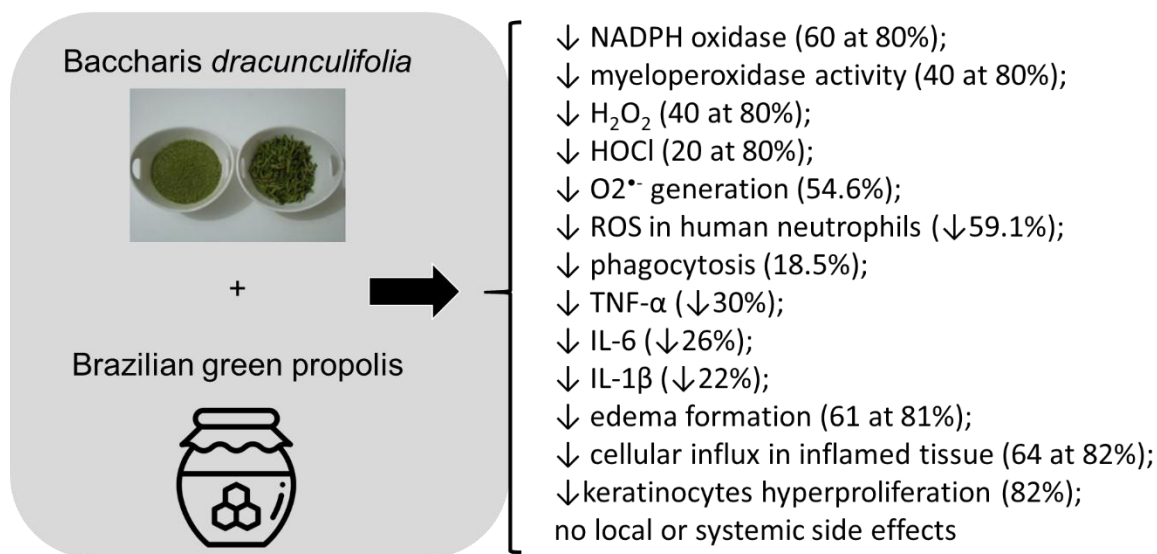 Baccharis dracunculifolia
+
Brazilian green propolis
↓ NADPH oxidase (60 at 80%);
↓ myeloperoxidase activity (40 at 80%);
↓ H₂O₂ (40 at 80%);
↓ HOCl (20 at 80%);
↓ O2•- generation (54.6%);
↓ ROS in human neutrophils (↓59.1%);
↓ phagocytosis (18.5%);
↓ TNF-α (↓30%);
↓ IL-6 (↓26%);
↓ IL-1β (↓22%);
↓ edema formation (61 at 81%);
↓ cellular influx in inflamed tissue (64 at 82%);
↓keratinocytes hyperproliferation (82%);
no local or systemic side effects